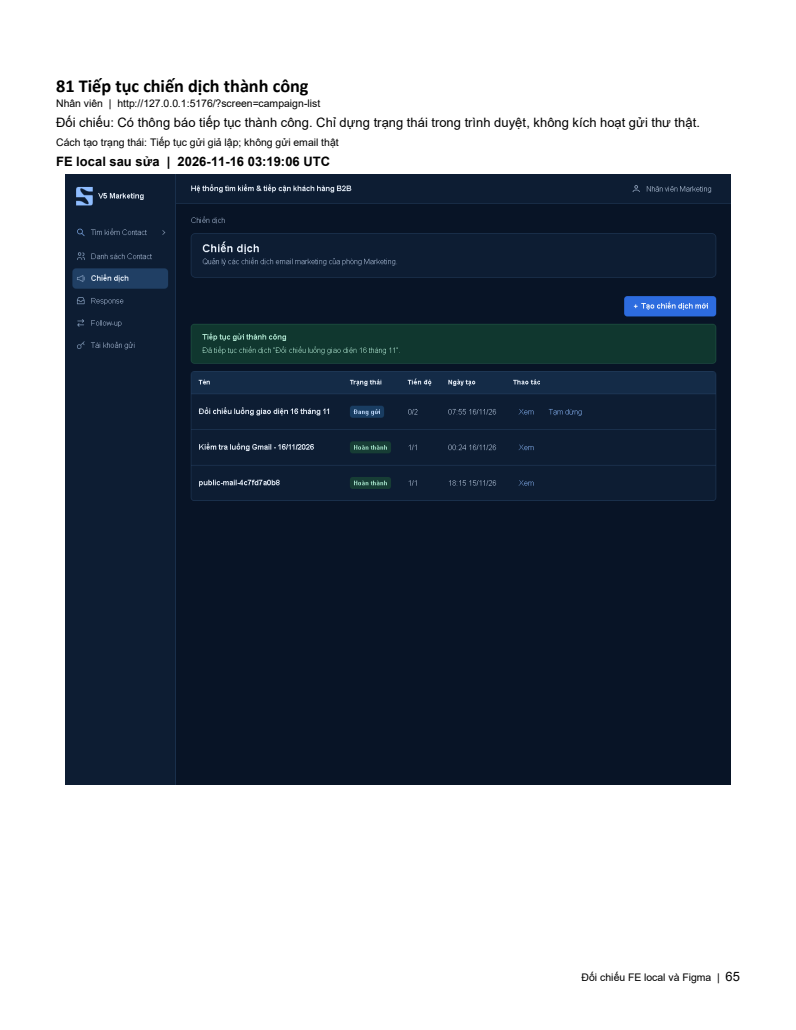 81 Tiếp tục chiến dịch thành công
Nhân viên | http://127.0.0.1:5176/?screen=campaign-list
Đối chiếu: Có thông báo tiếp tục thành công. Chỉ dựng trạng thái trong trình duyệt, không kích hoạt gửi thư thật.
Cách tạo trạng thái: Tiếp tục gửi giả lập; không gửi email thật
FE local sau sửa | 2026-11-16 03:19:06 UTC
V5 Marketing
Hệ thống tìm kiếm & tiếp cận khách hàng B2B
Nhân viên Marketing
Tìm kiếm Contact
Danh sách Contact
Chiến dịch
Response
Follow-up
Tài khoản gửi
Chiến dịch
Chiến dịch
Quản lý các chiến dịch email marketing của phòng Marketing.
+ Tạo chiến dịch mới
Tiếp tục gửi thành công
Đã tiếp tục chiến dịch "Đối chiếu luồng giao diện 16 tháng 11".
Tên Trạng thái Tiến độ Ngày tạo Thao tác
Đối chiếu luồng giao diện 16 tháng 11 Đang gửi 0/2 07:55 16/11/26 Xem Tạm dừng
Kiểm tra luồng Gmail - 16/11/2026 Hoàn thành 1/1 00:24 16/11/26 Xem
public-mail-4c7fd7a0b8 Hoàn thành 1/1 18:15 15/11/26 Xem
Đối chiếu FE local và Figma | 65